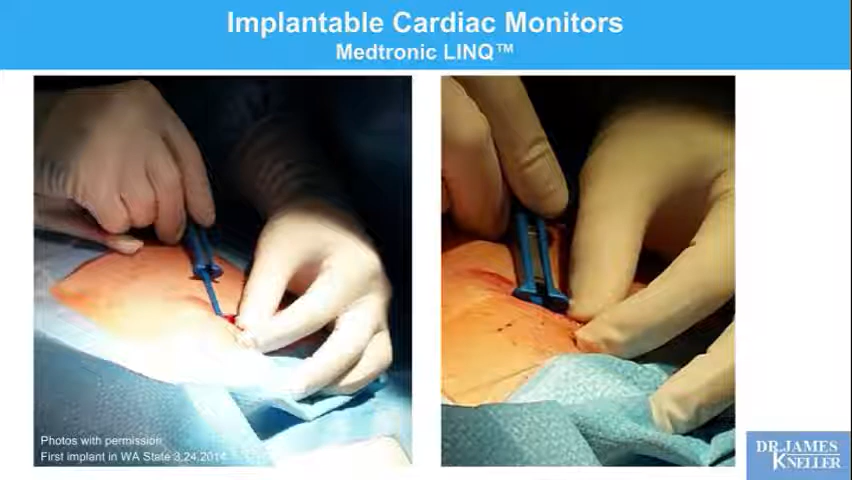 Implantable Cardiac Monitors
Medtronic LINQ™
Photos with permission
First implant in WA State 3.24.2014
DR.JAMES
KNELLER